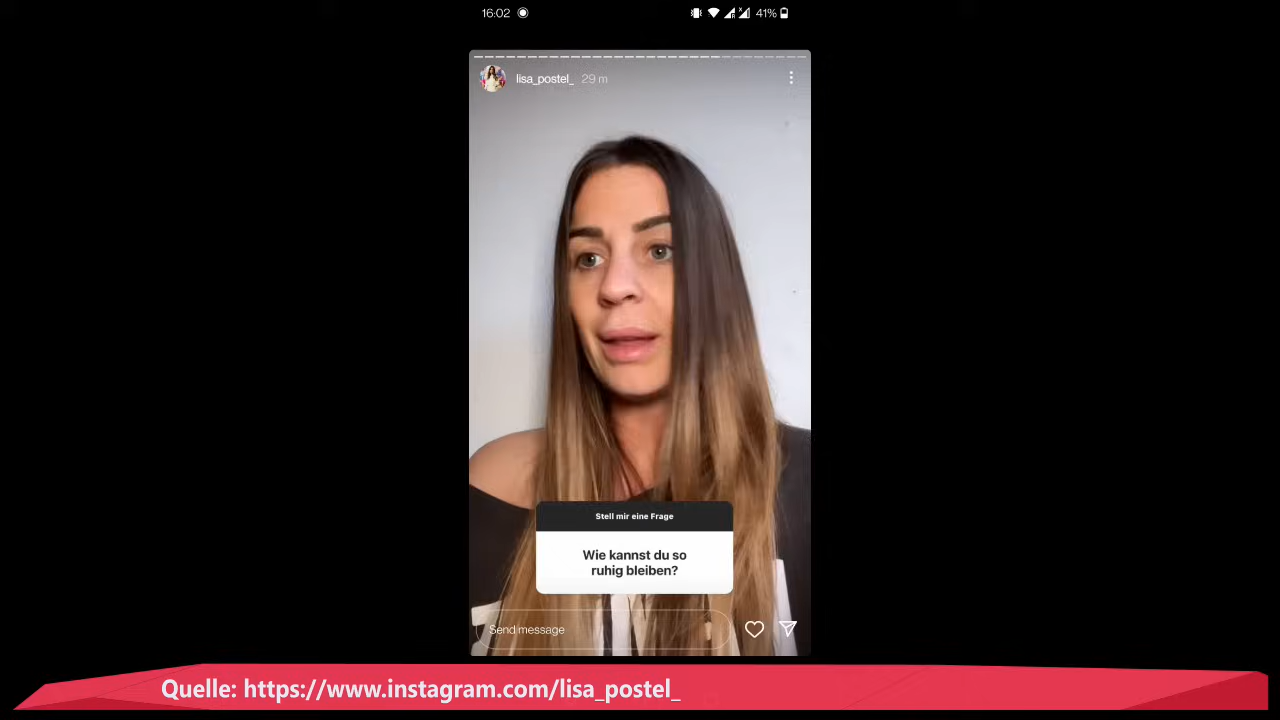 16:02
41%
lisa_postel_ 29 m
Stell mir eine Frage
Wie kannst du so
ruhig bleiben?
Send message
Quelle: https://www.instagram.com/lisa_postel_